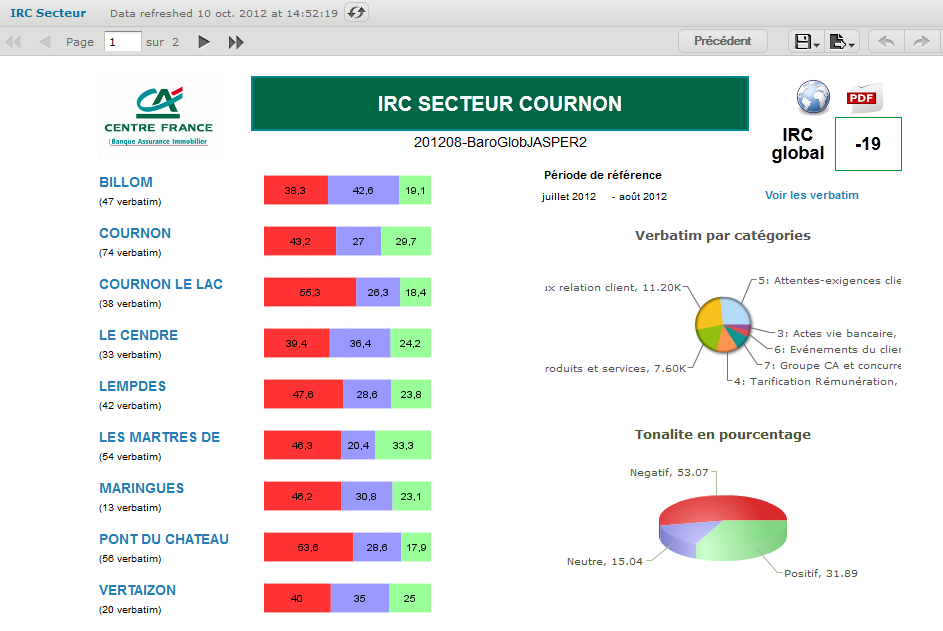 IRC Secteur Data refreshed 10 oct. 2012 at 14:52:19
Page 1 sur 2 Précédent
CENTRE FRANCE
Banque Assurance Immobilier
IRC SECTEUR COURNON
201208-BaroGlobJASPER2
PDF
IRC
global
-19
Période de référence
juillet 2012 - août 2012
Voir les verbatim
BILLOM
(47 verbatim)
38,3 42,6 19,1
COURNON
(74 verbatim)
43,2 27 29,7
COURNON LE LAC
(38 verbatim)
55,3 26,3 18,4
LE CENDRE
(33 verbatim)
39,4 36,4 24,2
LEMPDES
(42 verbatim)
47,6 28,6 23,8
LES MARTRES DE
(54 verbatim)
46,3 20,4 33,3
MARINGUES
(13 verbatim)
46,2 30,8 23,1
PONT DU CHATEAU
(56 verbatim)
53,6 28,6 17,9
VERTAIZON
(20 verbatim)
40 35 25
Verbatim par catégories
5: Attentes-exigences clie
ux relation client, 11.20K
3: Actes vie bancaire,
6: Evénements du clien
7: Groupe CA et concurre
roduits et services, 7.60K
4: Tarification Rémunération,
Tonalite en pourcentage
Negatif, 53.07
Neutre, 15.04
Positif, 31.89